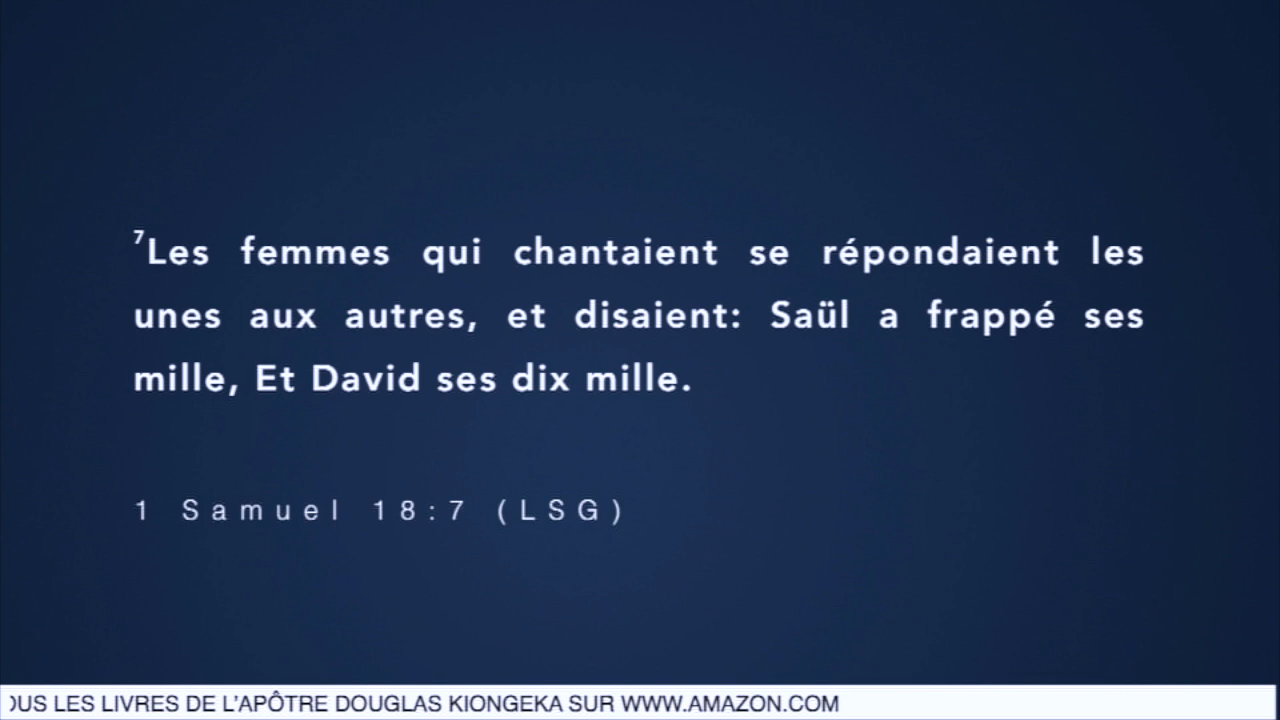 ⁷Les femmes qui chantaient se répondaient les
unes aux autres, et disaient: Saül a frappé ses
mille, Et David ses dix mille.
1 Samuel 18:7 (LSG)
LES LIVRES DE L'APÔTRE DOUGLAS KIONGEKA SUR WWW.AMAZON.COM